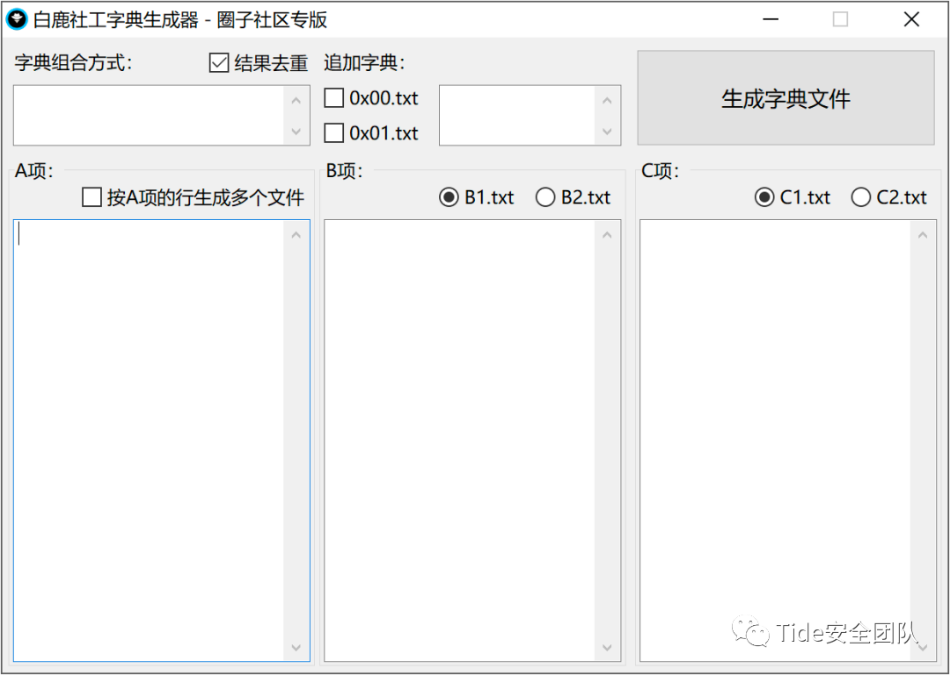 白鹿社工字典生成器 - 圈子社区专版
字典组合方式: 结果去重 追加字典: 生成字典文件
0x00.txt
0x01.txt
A项: B项: C项:
按A项的行生成多个文件 B1.txt B2.txt C1.txt C2.txt
Tide安全团队